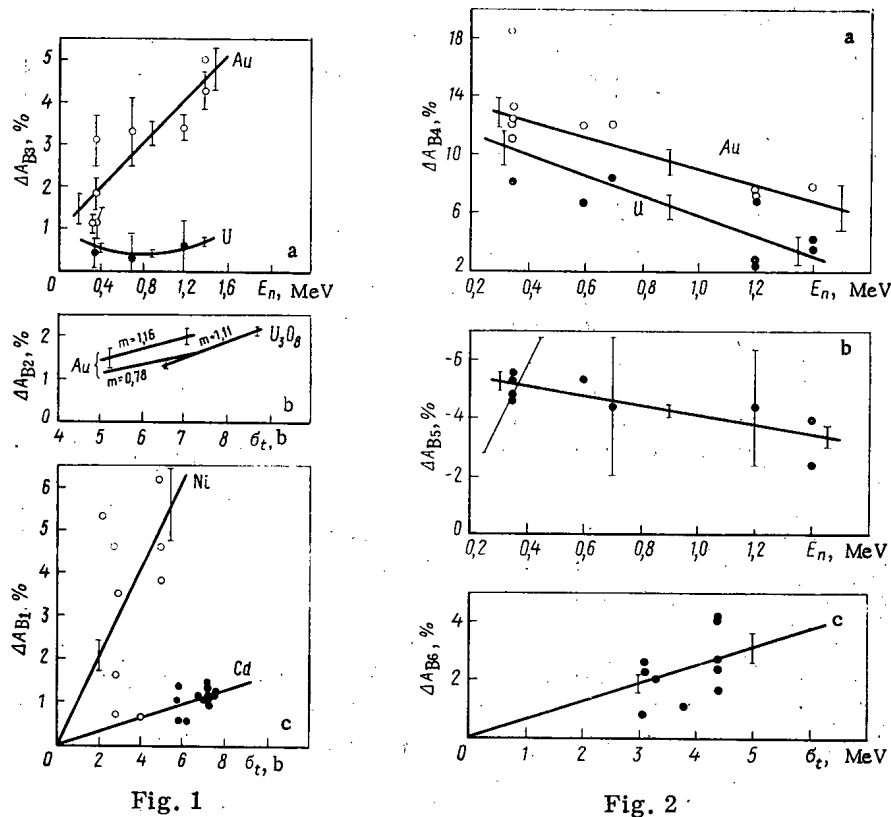 5
4
3
2
1
0
ΔA_B3, %
Au
U
a
0
0,4
0,8
1,2
1,6
E_n, MeV
2
1
0
ΔA_B2, %
Au {
m=1,16
m=0,78
m=1,11
U_3O_8
b
4
5
6
7
8
σ_t, b
6
5
4
3
2
1
ΔA_B1, %
Ni
Cd
c
0
2
4
6
8
σ_t, b
Fig. 1
18
14
10
6
2
ΔA_B4, %
Au
U
a
0,2
0,4
0,6
0,8
1.0
1.2
E_n, MeV
-6
-4
-2
0
ΔA_B5, %
b
0,2
0,4
0,6
0,8
1.0
1.2
E_n, MeV
4
2
0
ΔA_B6, %
c
0
1
2
3
4
5
σ_t, MeV
Fig. 2